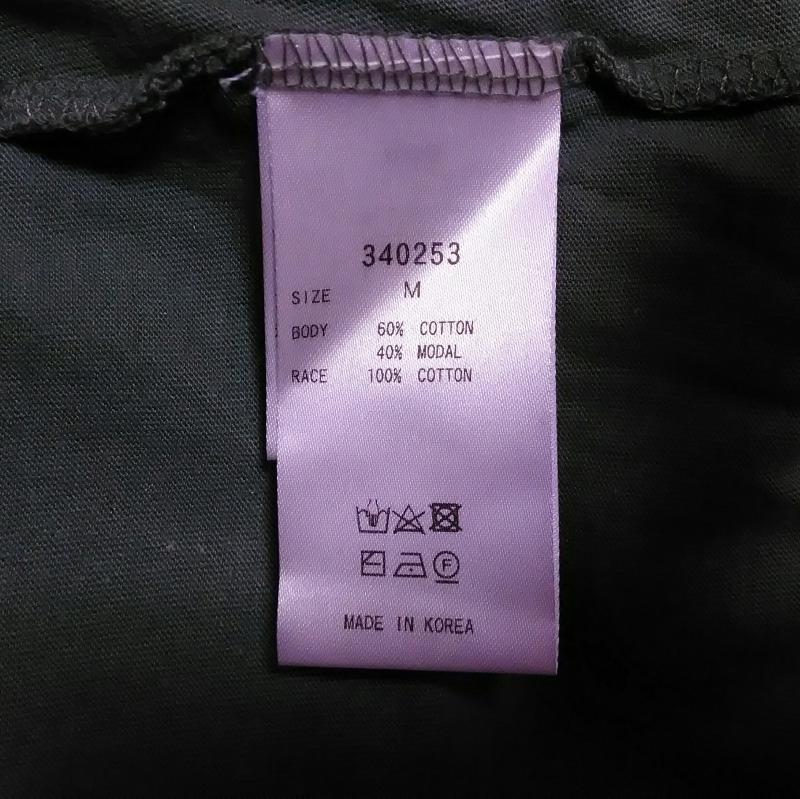 340253
SIZE M
BODY 60% COTTON
40% MODAL
RACE 100% COTTON
F
MADE IN KOREA